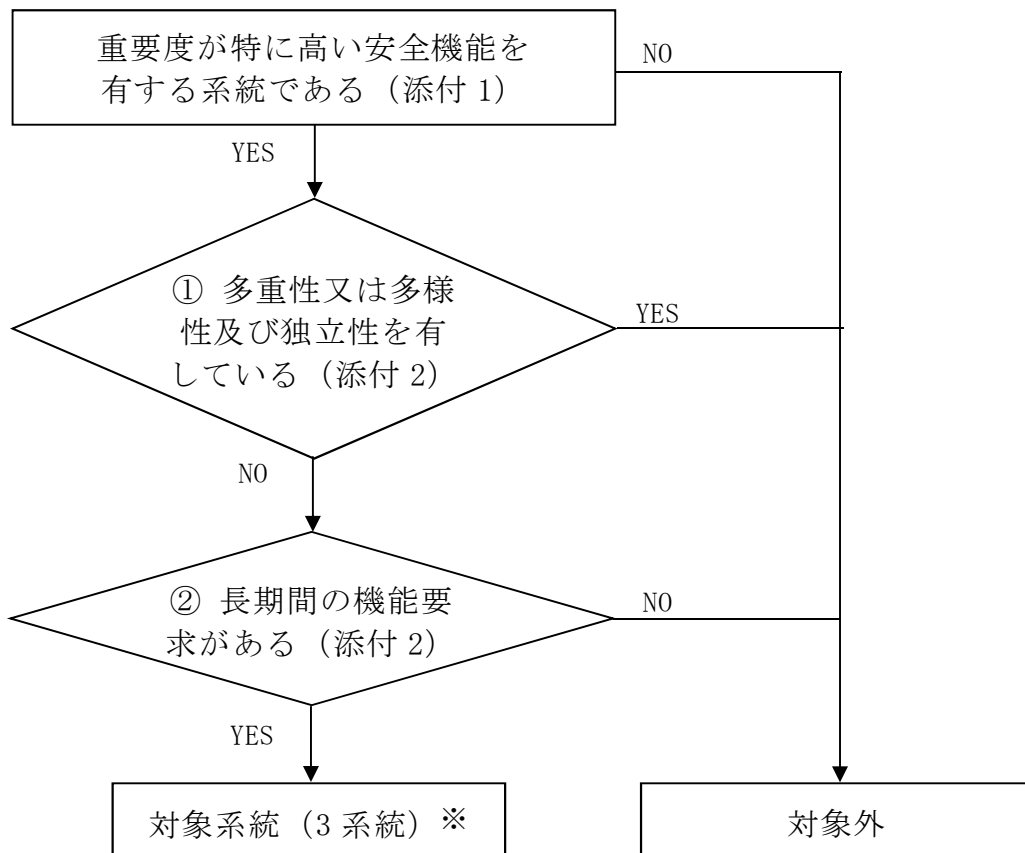 重要度が特に高い安全機能を
有する系統である（添付 1）
NO
YES
① 多重性又は多様
性及び独立性を有
している（添付 2）
YES
NO
② 長期間の機能要
求がある（添付 2）
NO
YES
対象系統（3 系統）※
対象外